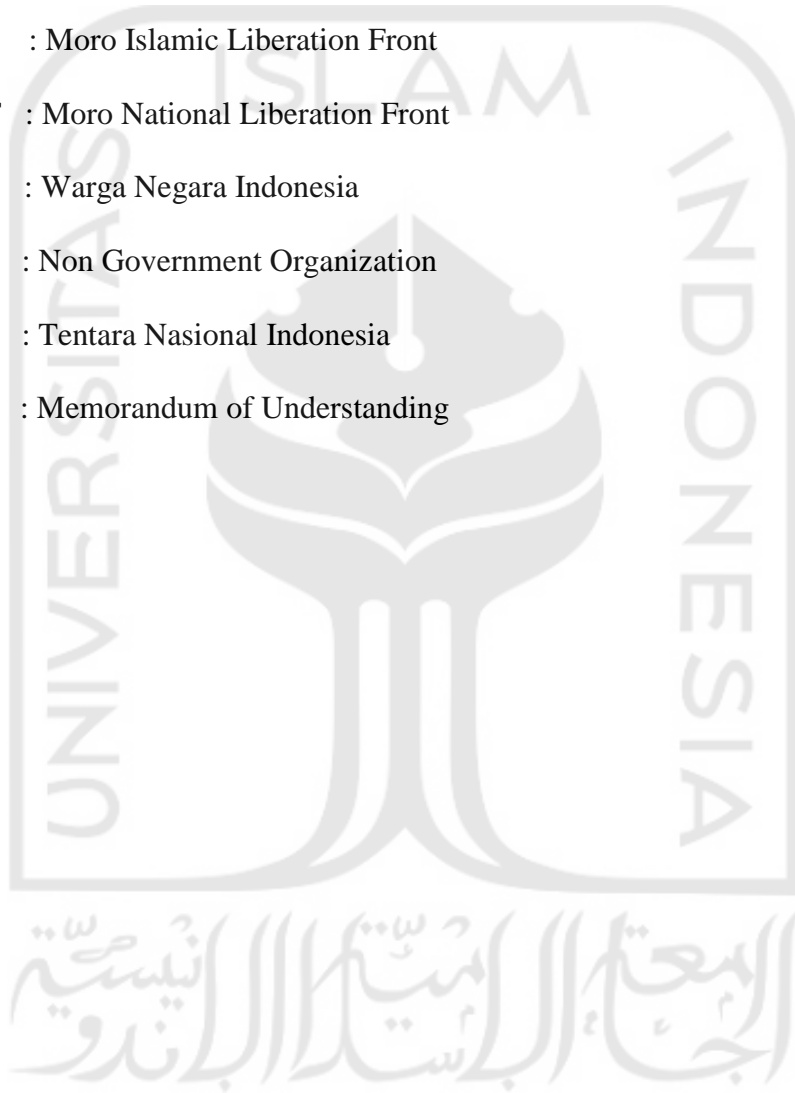 : Moro Islamic Liberation Front
: Moro National Liberation Front
: Warga Negara Indonesia
: Non Government Organization
: Tentara Nasional Indonesia
: Memorandum of Understanding
ISLAM
UNIVERSITAS
INDONESIA